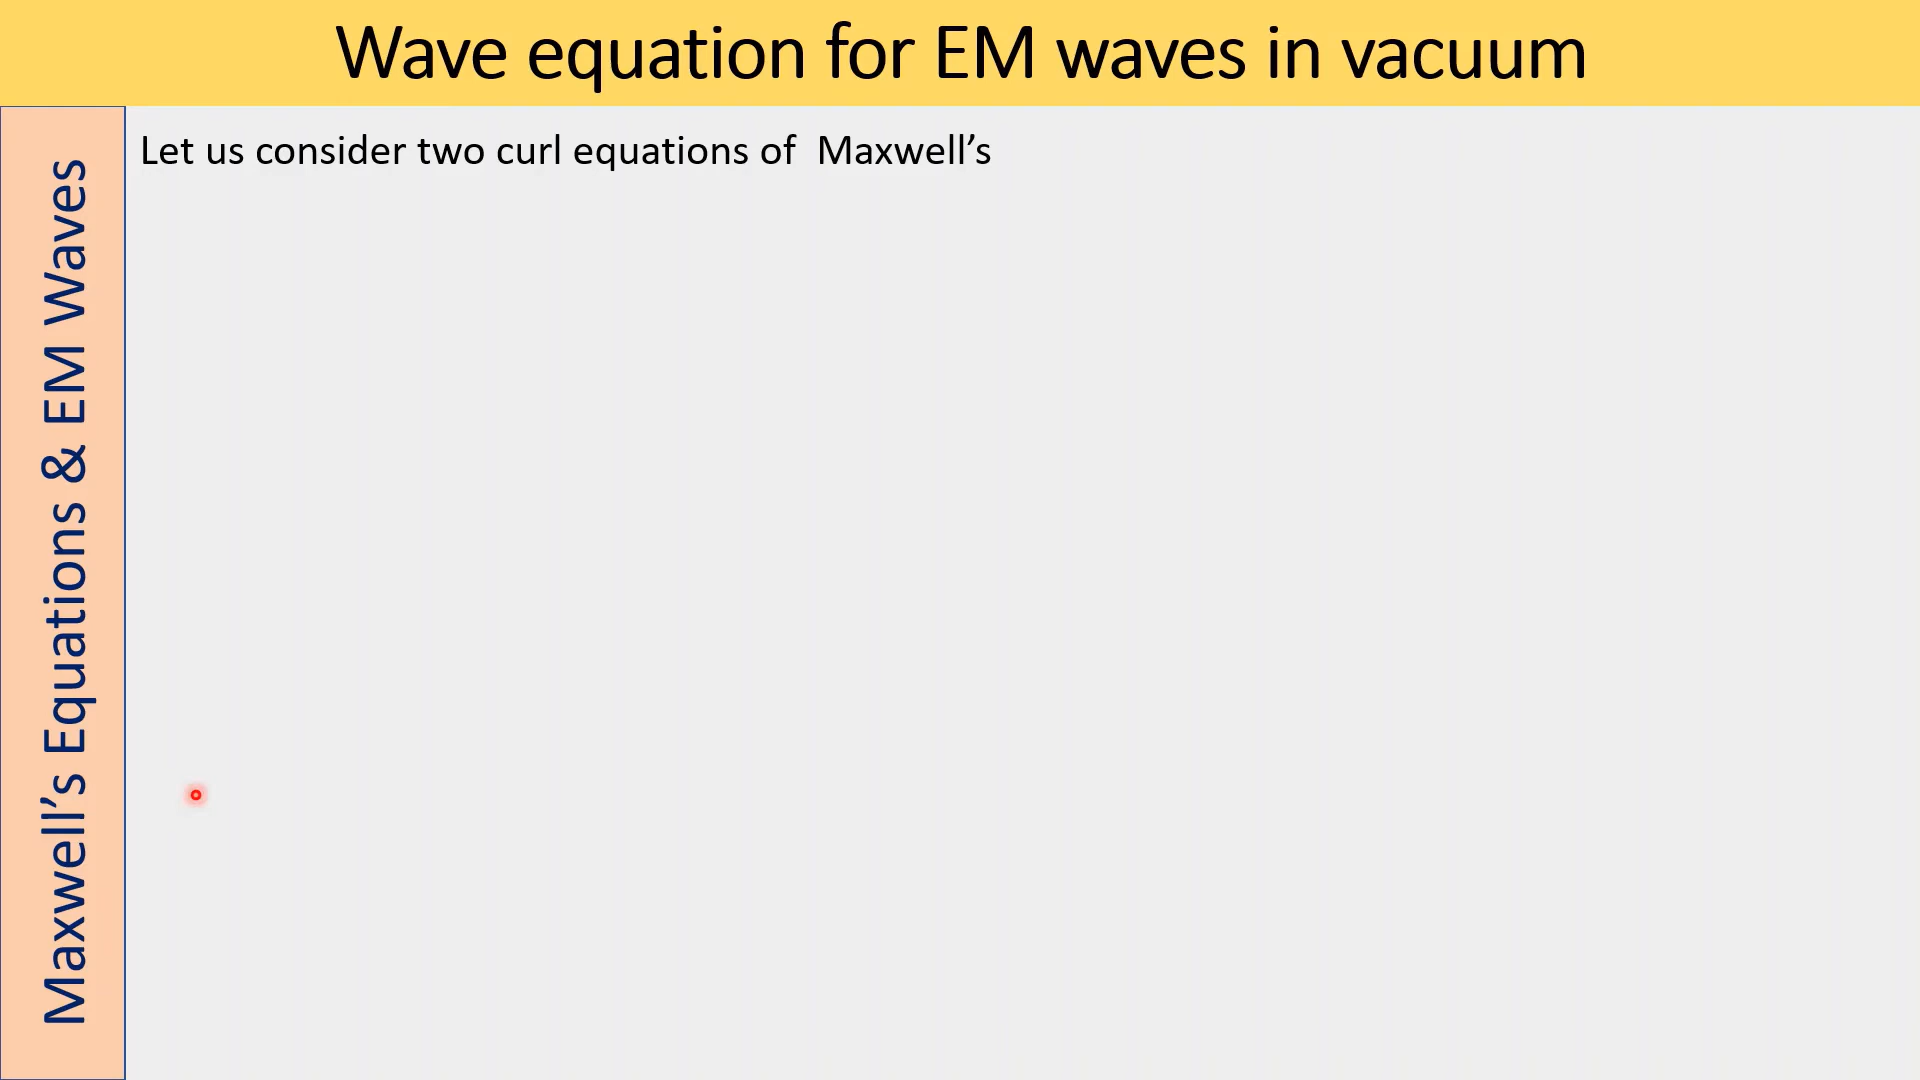 Wave equation for EM waves in vacuum
Let us consider two curl equations of  Maxwell’s
Maxwell’s Equations & EM Waves